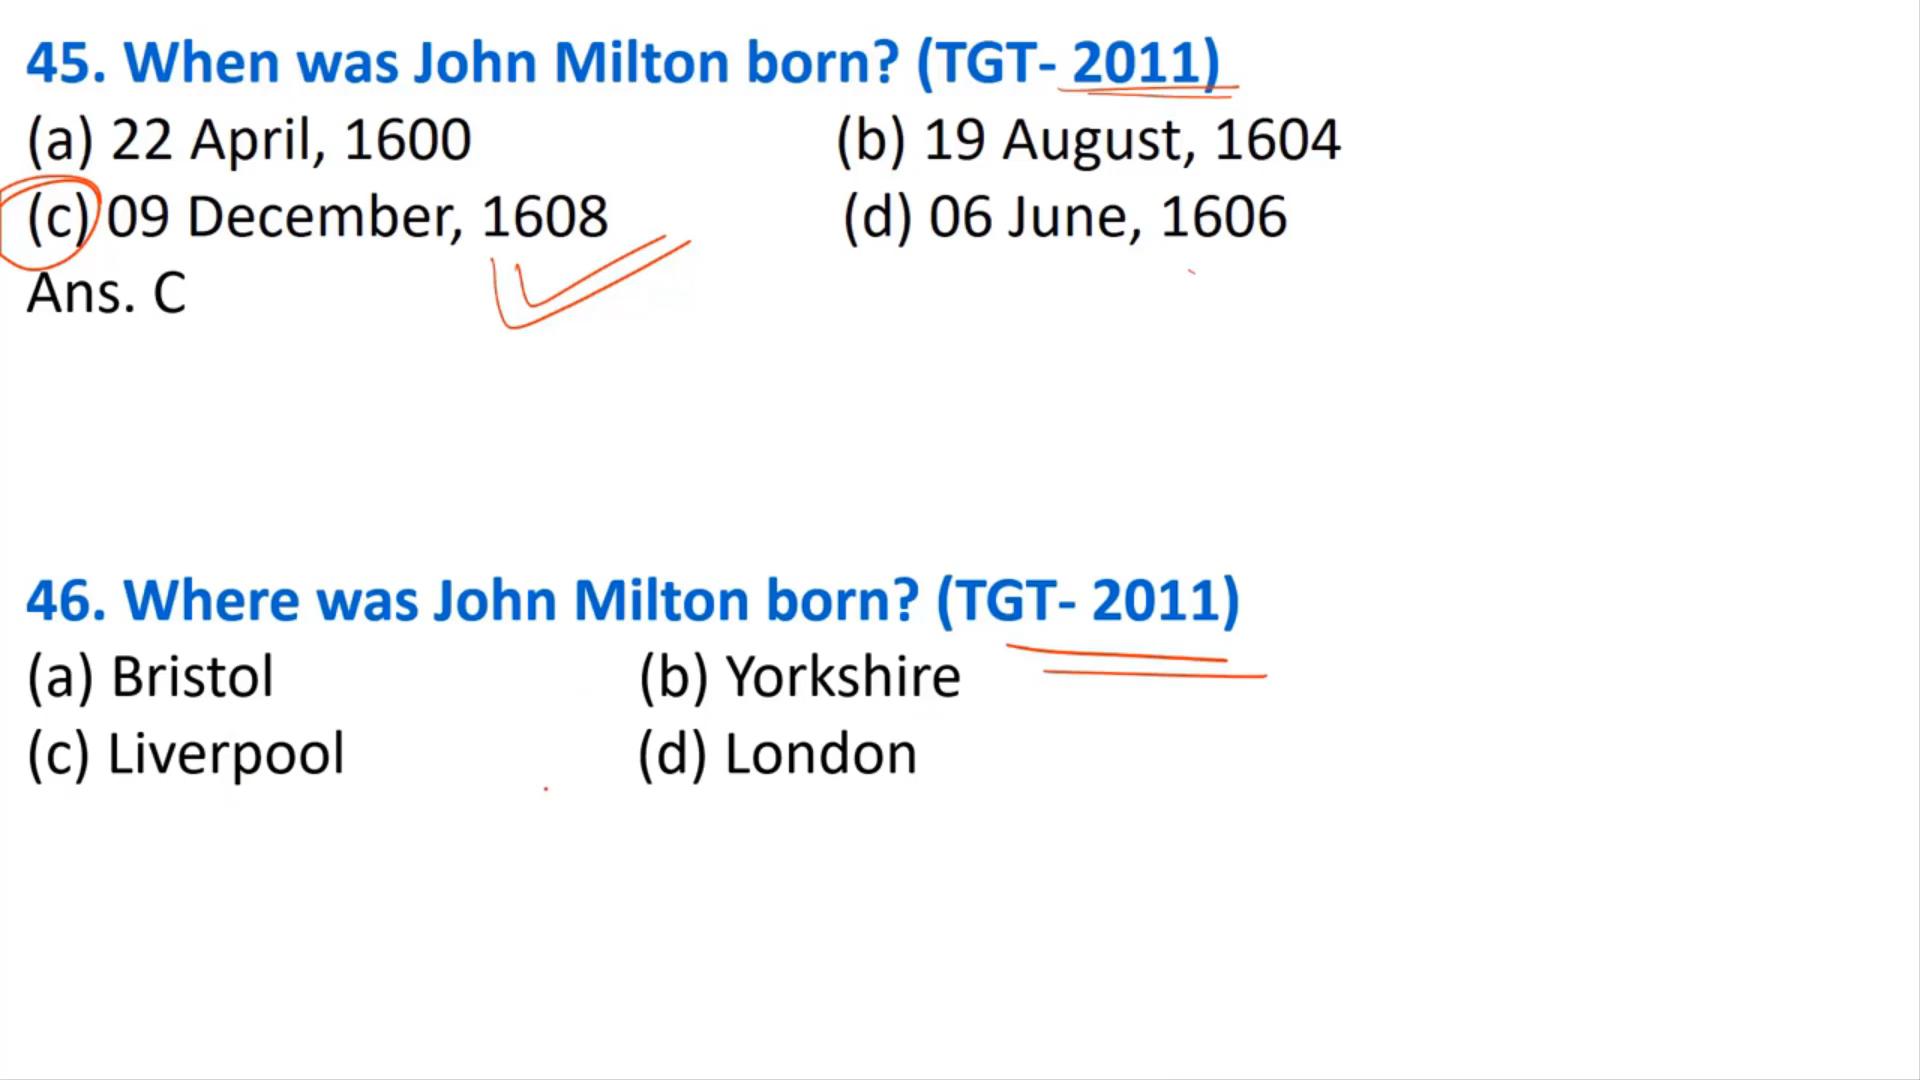 45. When was John Milton born? (TGT- 2011)
(a) 22 April, 1600 (b) 19 August, 1604
(c) 09 December, 1608 (d) 06 June, 1606
Ans. C
46. Where was John Milton born? (TGT- 2011)
(a) Bristol (b) Yorkshire
(c) Liverpool (d) London